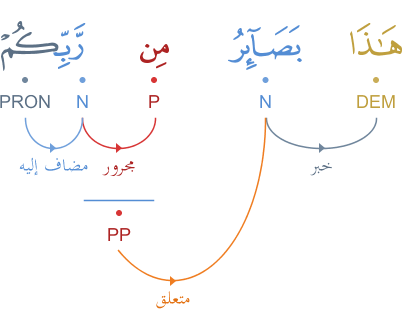 هَـٰذَا بَصَآئِرُ مِن رَّبِّكُمْ
DEM N P N PRON
خبر مجرور مضاف إليه
PP
متعلق